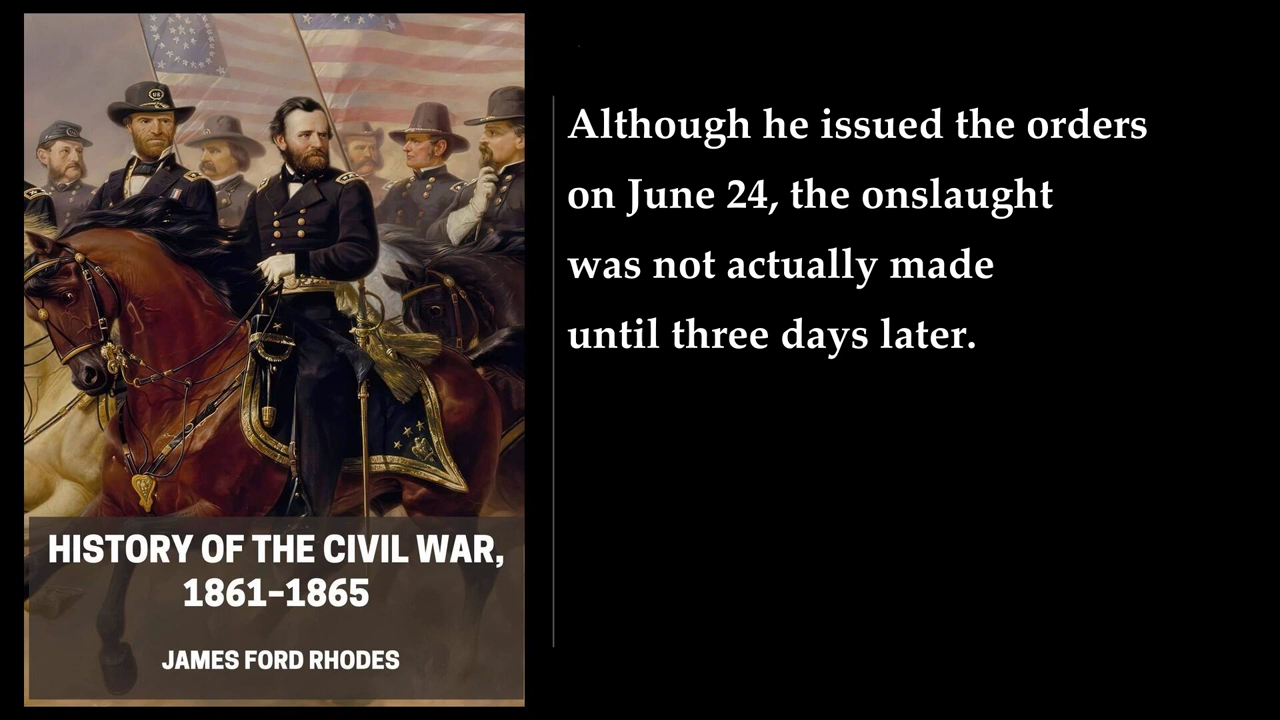 HISTORY OF THE CIVIL WAR,
1861–1865
JAMES FORD RHODES
Although he issued the orders
on June 24, the onslaught
was not actually made
until three days later.